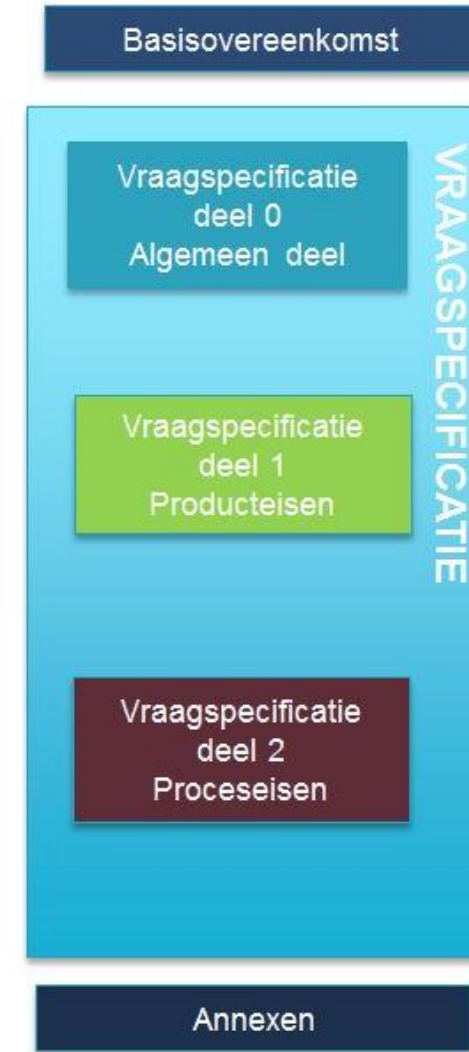 Basisovereenkomst
Vraagspecificatie
deel 0
Algemeen deel
VRAAGSPECIFICATIE
Vraagspecificatie
deel 1
Producteisen
Vraagspecificatie
deel 2
Proceseisen
Annexen